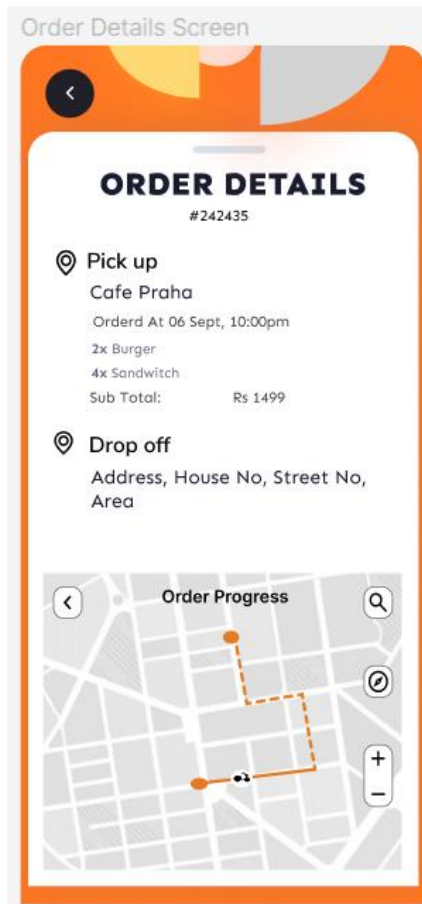 Order Details Screen
ORDER DETAILS
#242435
Pick up
Cafe Praha
Orderd At 06 Sept, 10:00pm
2x Burger
4x Sandwitch
Sub Total: Rs 1499
Drop off
Address, House No, Street No,
Area
Order Progress